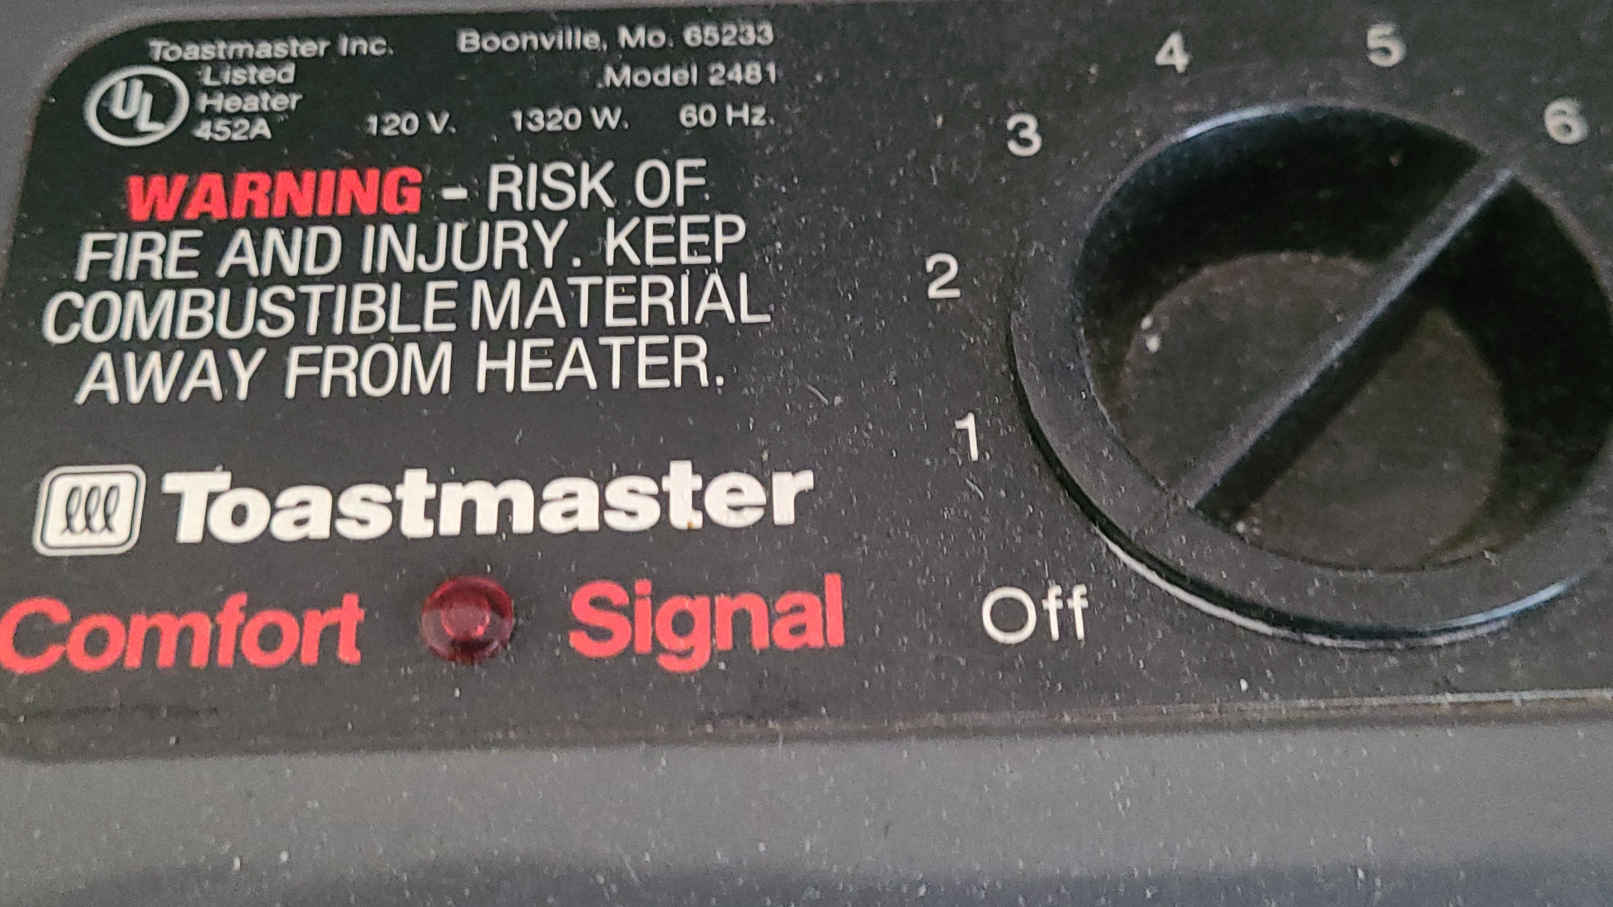 Toastmaster Inc. Boonville, Mo. 65233
UL Listed Model 2481
Heater
452A 120 V. 1320 W. 60 Hz.
WARNING - RISK OF
FIRE AND INJURY. KEEP
COMBUSTIBLE MATERIAL
AWAY FROM HEATER.
Toastmaster
Comfort Signal
Off
1
2
3
4
5
6